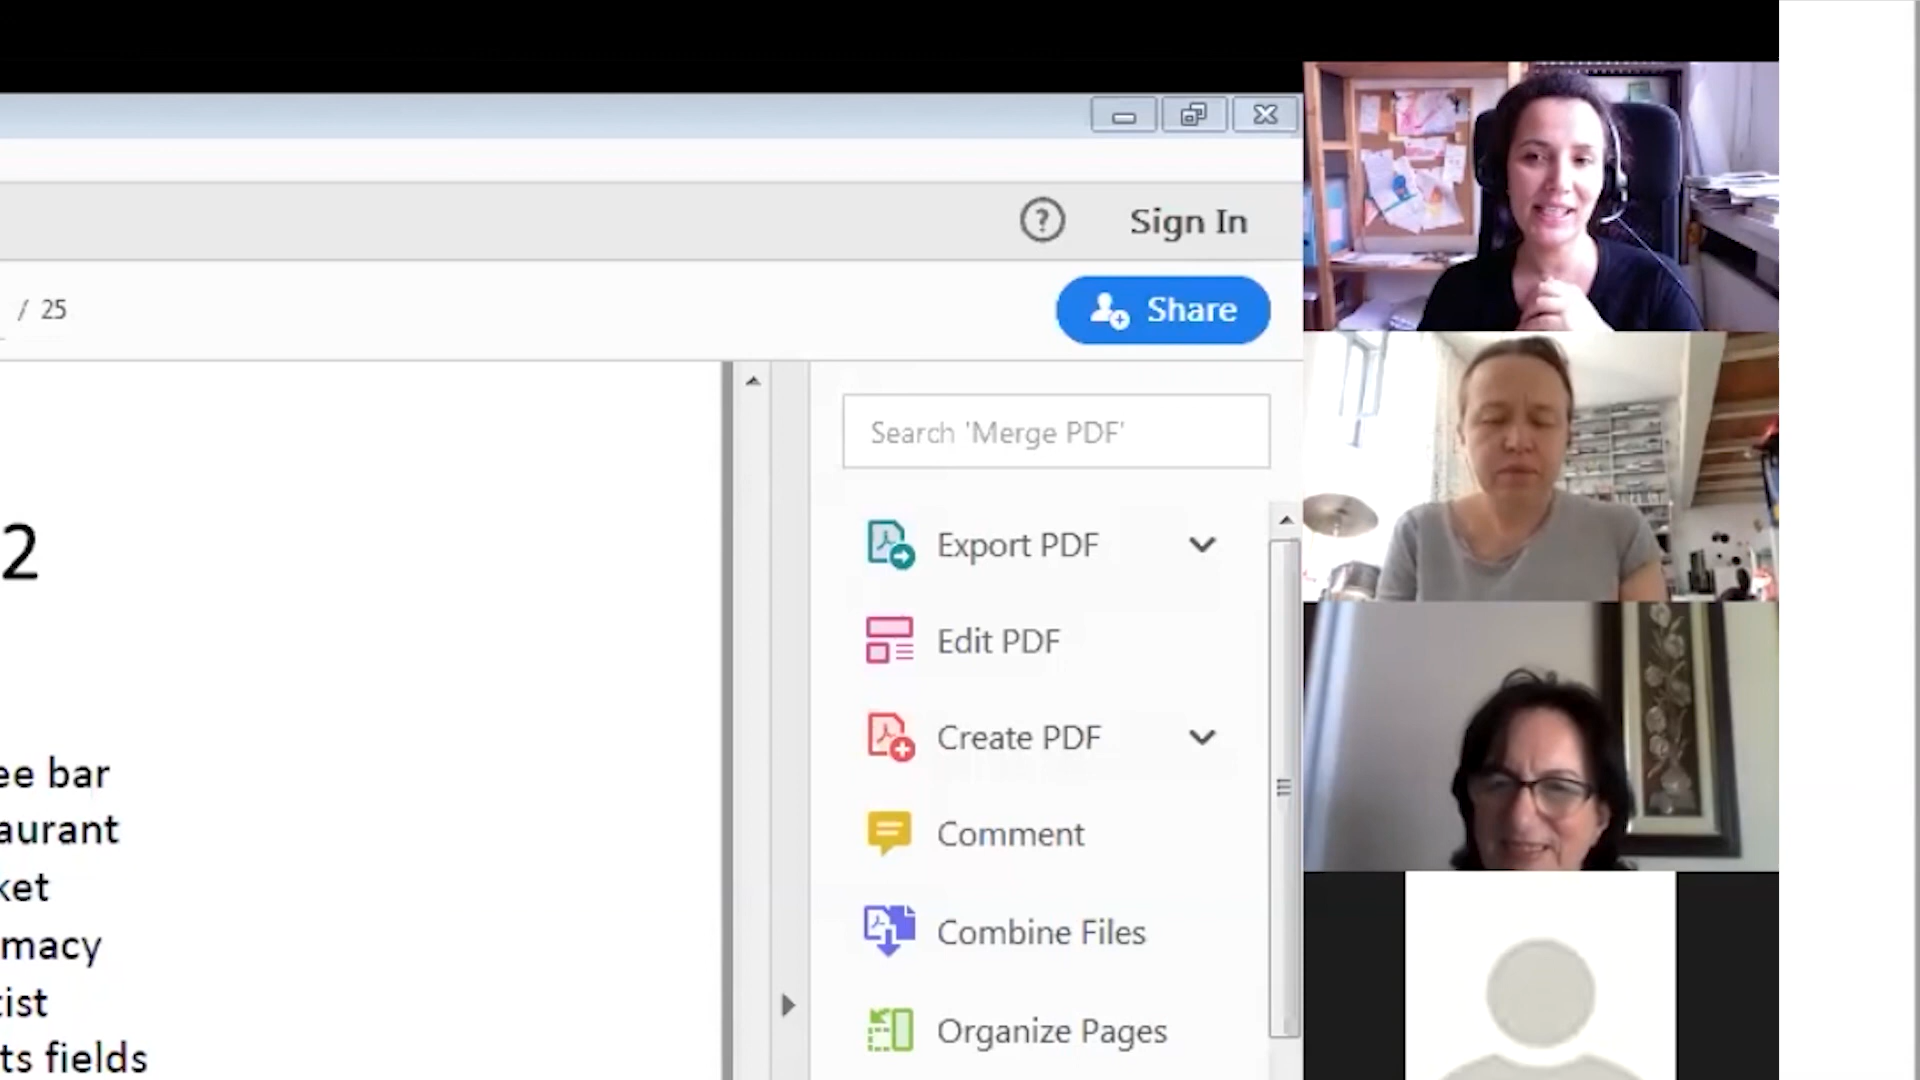 ?
Sign In
/ 25
Share
Search 'Merge PDF'
2
Export PDF
Edit PDF
ee bar
Create PDF
aurant
Comment
ket
macy
Combine Files
tist
Organize Pages
ts fields